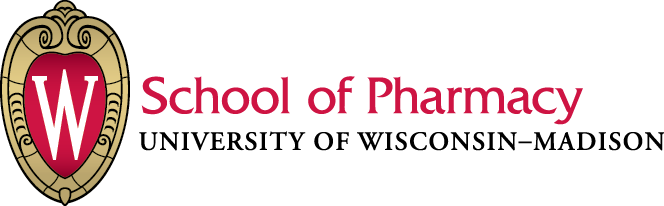 W
School of Pharmacy
UNIVERSITY OF WISCONSIN–MADISON